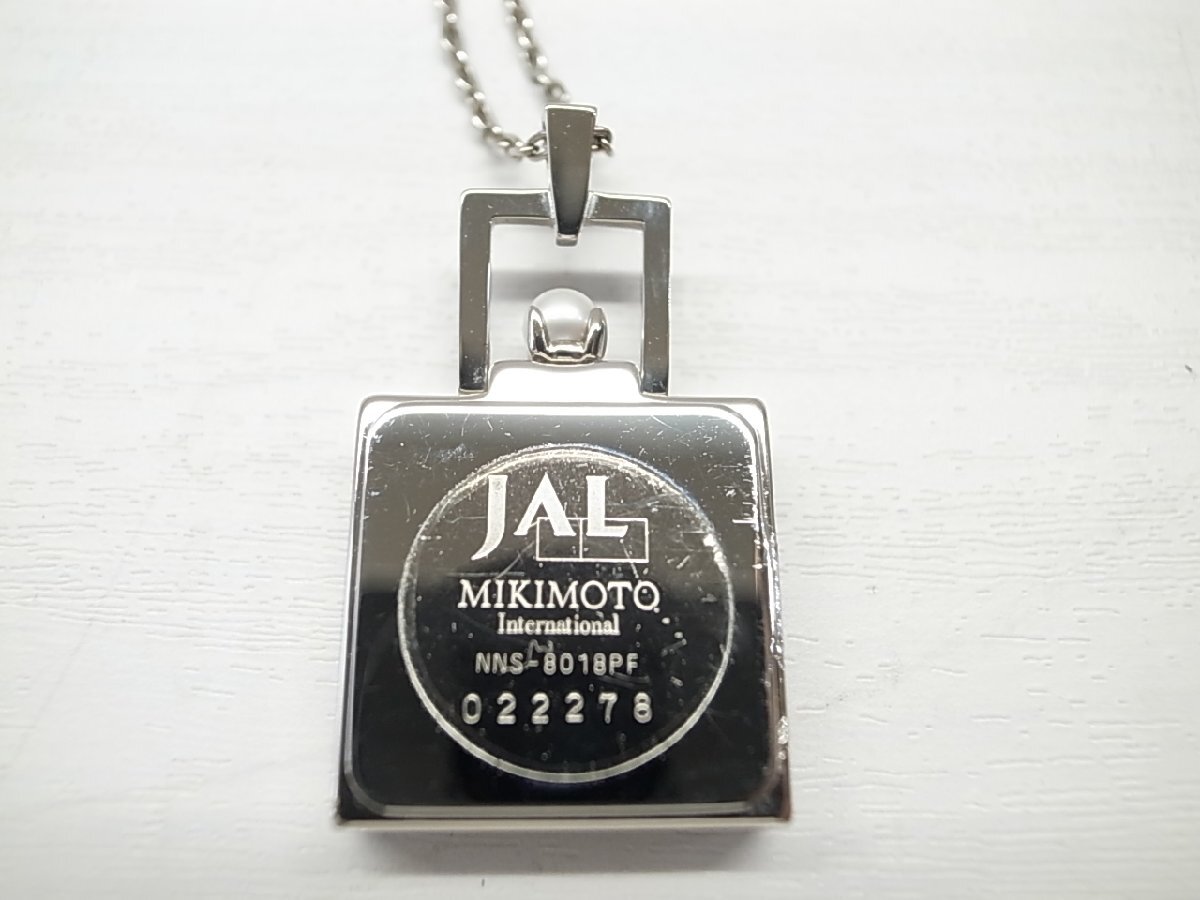 JAL
MIKIMOTO
International
NNS-8018PF
022278